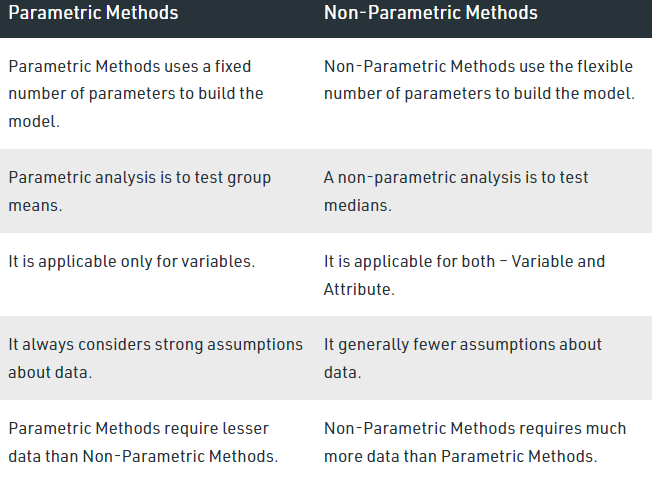 Parametric Methods
Non-Parametric Methods
Parametric Methods uses a fixed
number of parameters to build the
model.
Non-Parametric Methods use the flexible
number of parameters to build the model.
Parametric analysis is to test group
means.
A non-parametric analysis is to test
medians.
It is applicable only for variables.
It is applicable for both – Variable and
Attribute.
It always considers strong assumptions
about data.
It generally fewer assumptions about
data.
Parametric Methods require lesser
data than Non-Parametric Methods.
Non-Parametric Methods requires much
more data than Parametric Methods.